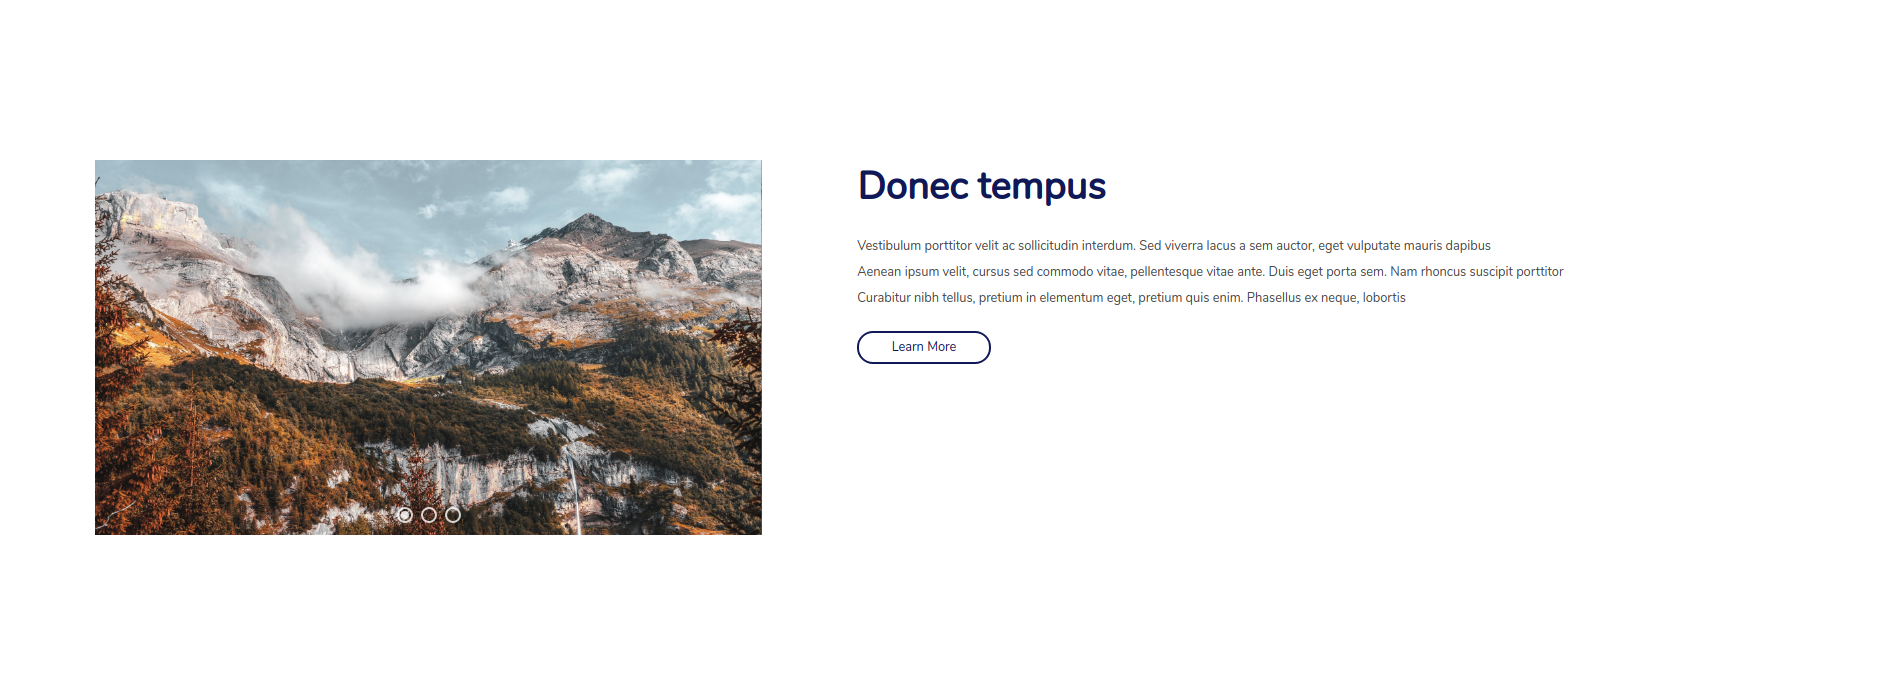 Donec tempus
Vestibulum porttitor velit ac sollicitudin interdum. Sed viverra lacus a sem auctor, eget vulputate mauris dapibus
Aenean ipsum velit, cursus sed commodo vitae, pellentesque vitae ante. Duis eget porta sem. Nam rhoncus suscipit porttitor
Curabitur nibh tellus, pretium in elementum eget, pretium quis enim. Phasellus ex neque, lobortis
Learn More